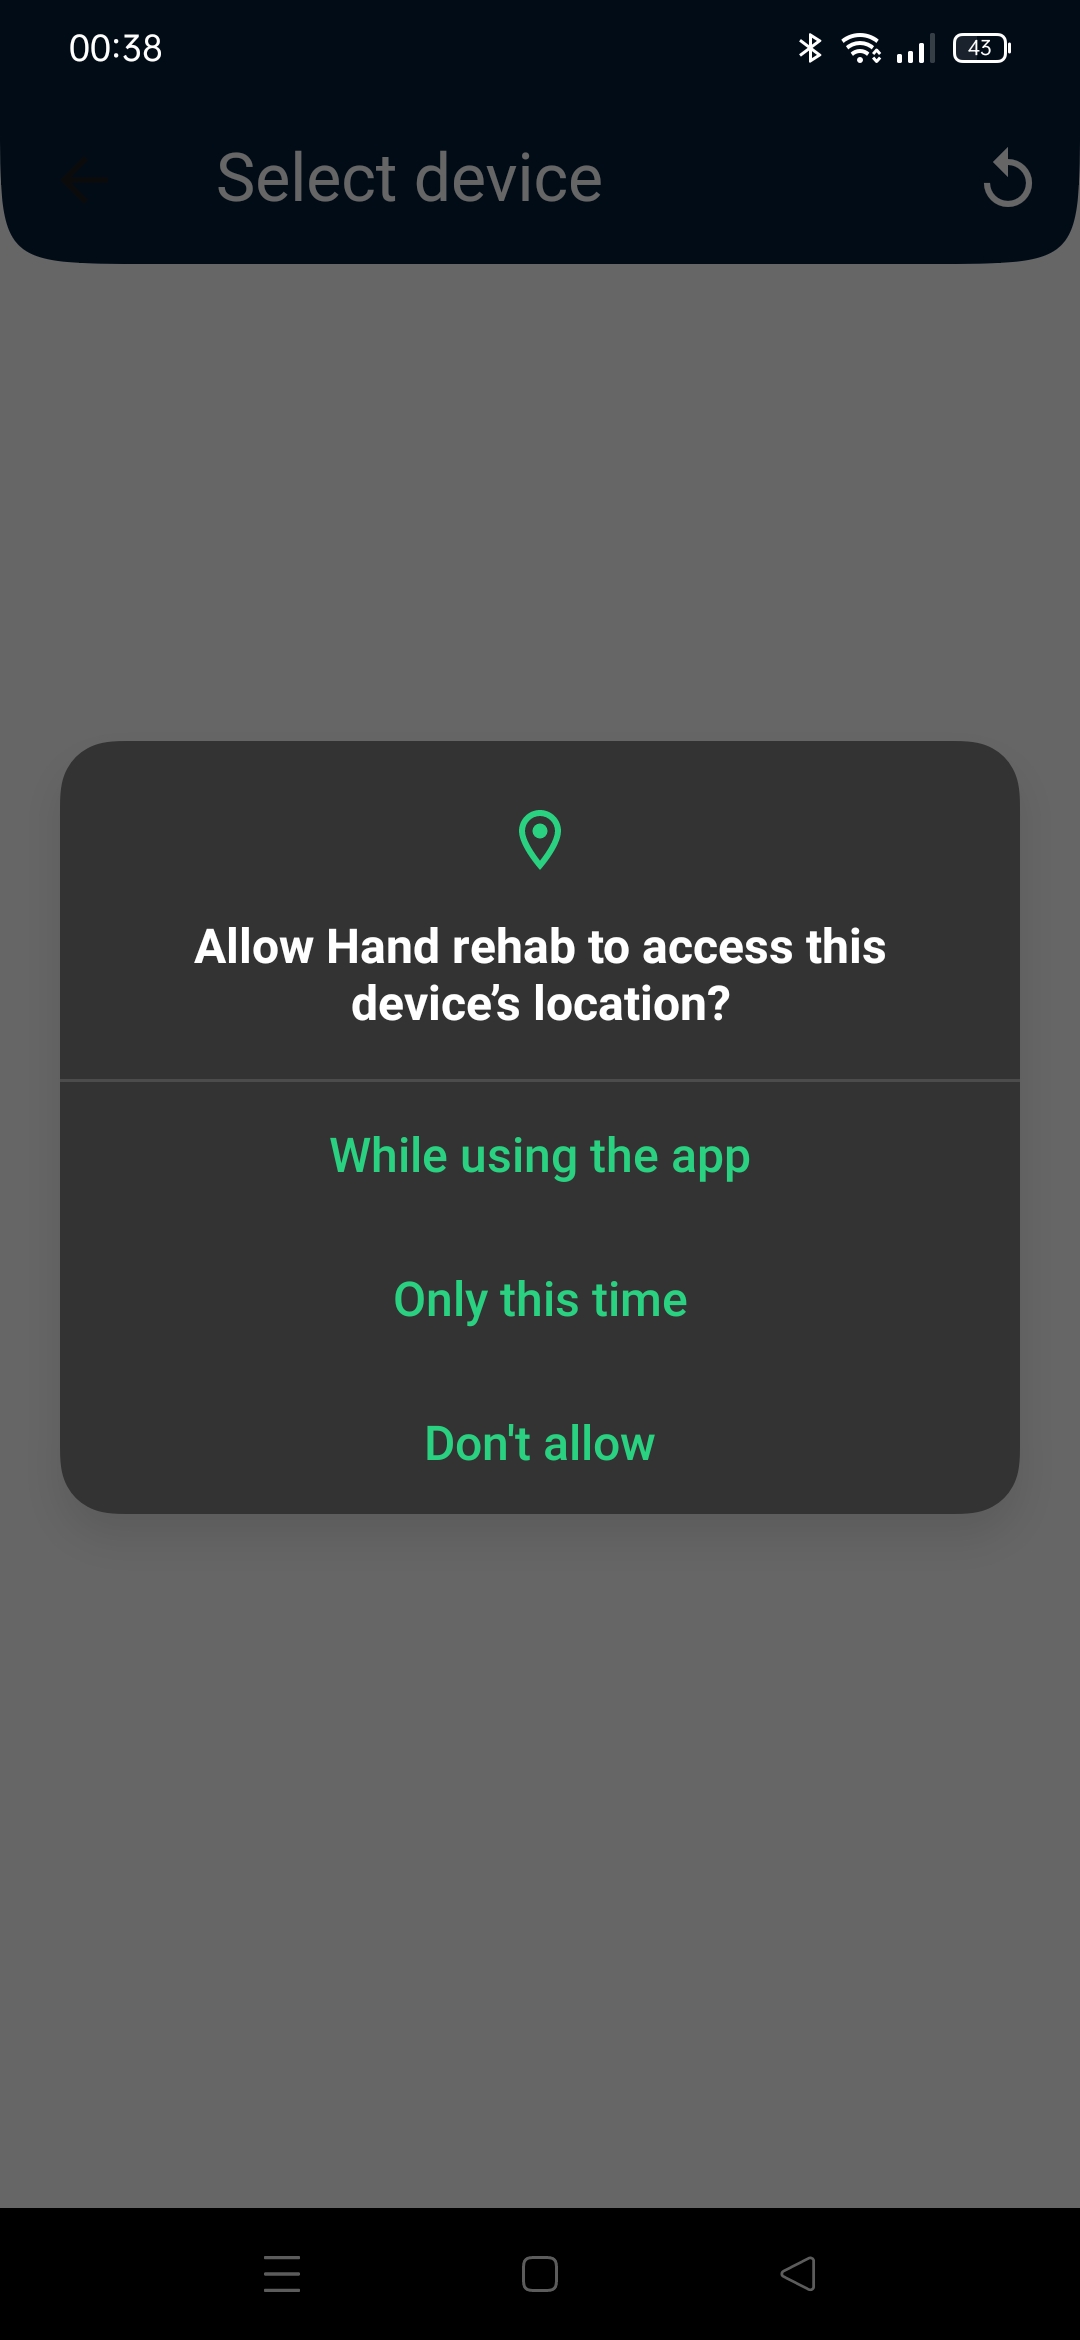 00:38
43
Select device
Allow Hand rehab to access this
device’s location?
While using the app
Only this time
Don't allow